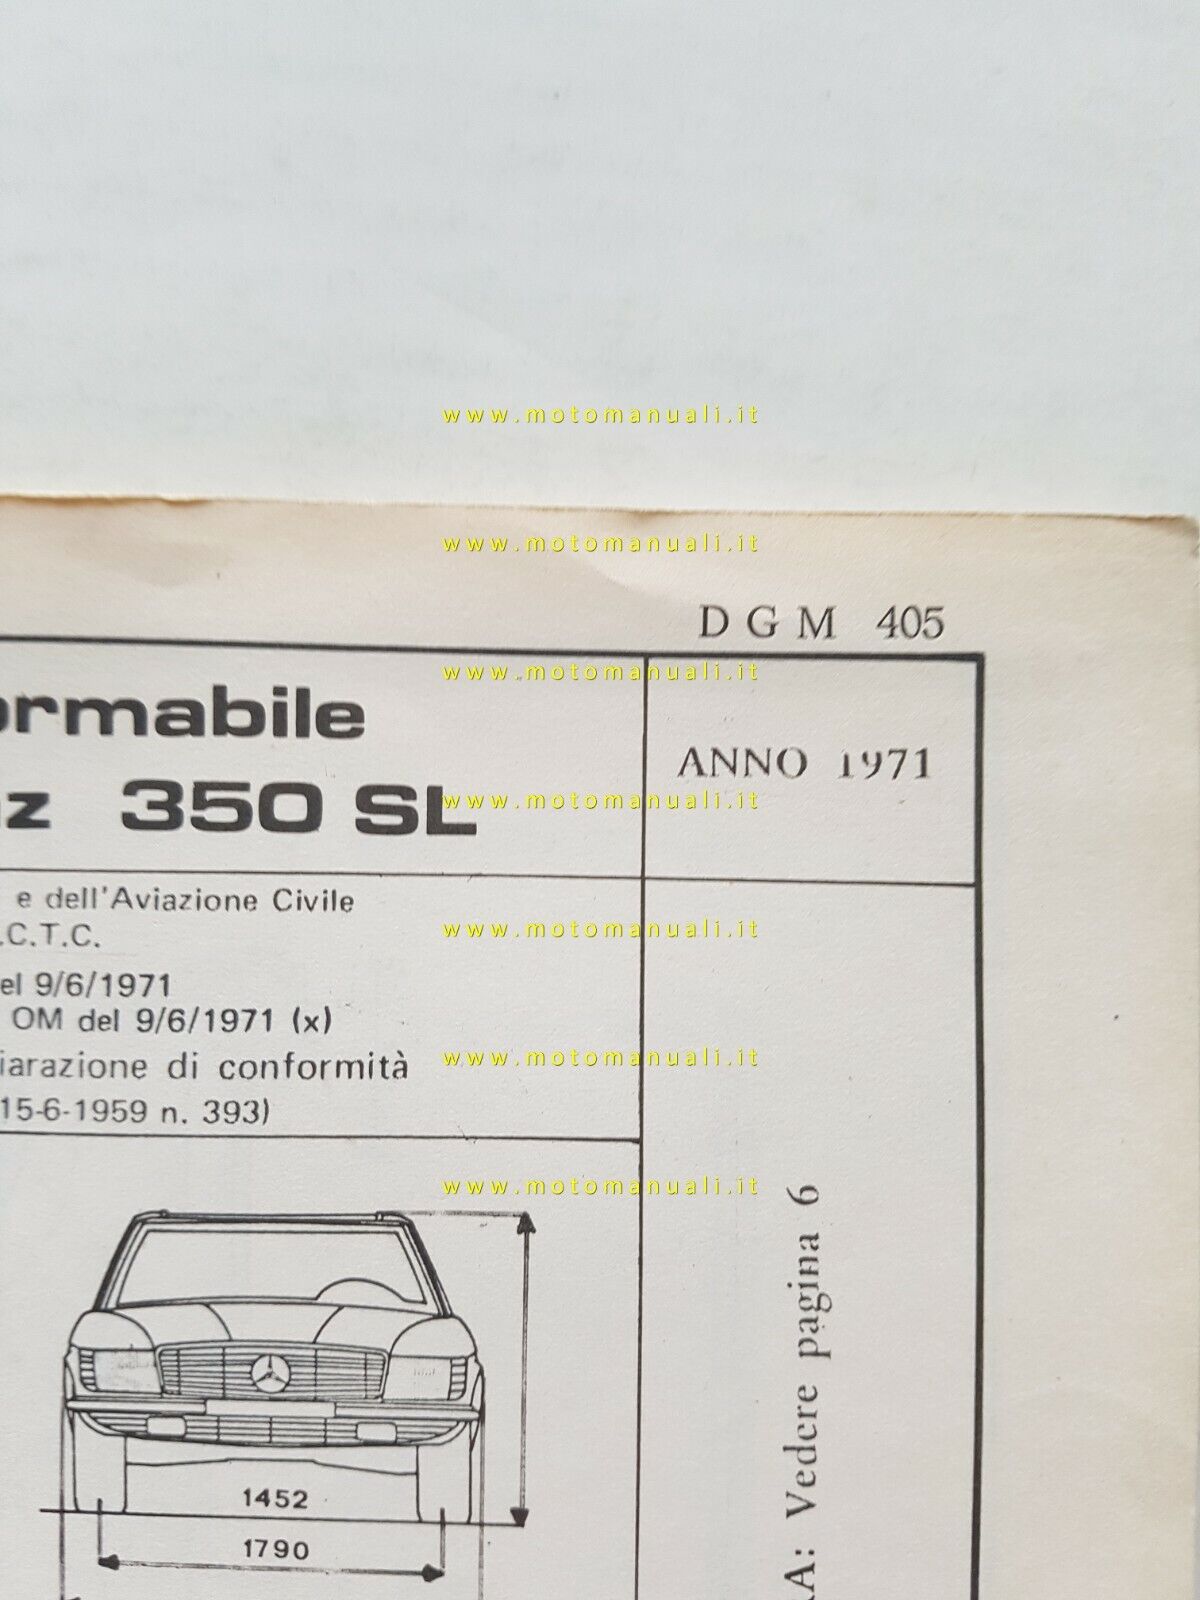 www.motomanuali.it
www.motomanuali.it
DGM 405
www.motomanuali.it
ormabile
ANNO 1971
nz 350 SL
www.motomanuali.it
e dell'Aviazione Civile
www.motomanuali.it
.C.T.C.
el 9/6/1971
OM del 9/6/1971 (x)
iarazione di conformità
www.motomanuali.it
15-6-1959 n. 393)
www.motomanuali.it
A: Vedere pagina 6
1452
1790